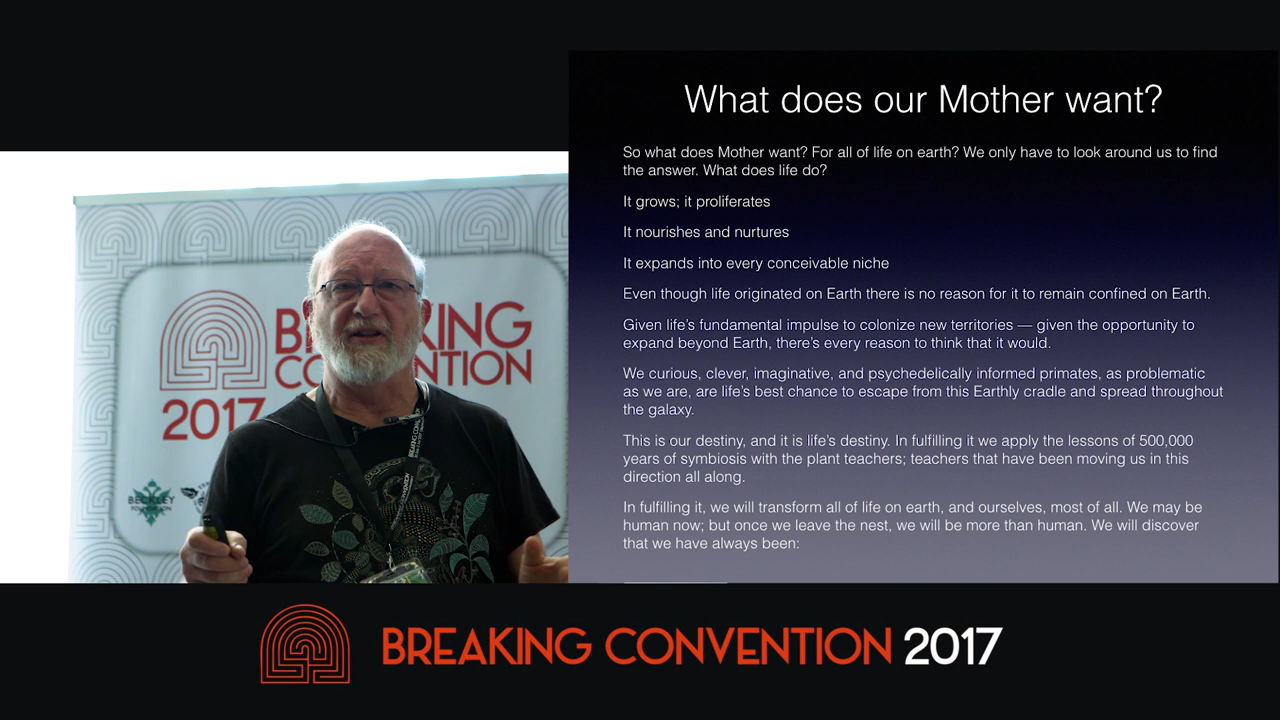 What does our Mother want?
So what does Mother want? For all of life on earth? We only have to look around us to find
the answer. What does life do?
It grows; it proliferates
It nourishes and nurtures
It expands into every conceivable niche
Even though life originated on Earth there is no reason for it to remain confined on Earth.
Given life's fundamental impulse to colonize new territories — given the opportunity to
expand beyond Earth, there's every reason to think that it would.
We curious, clever, imaginative, and psychedelically informed primates, as problematic
as we are, are life's best chance to escape from this Earthly cradle and spread throughout
the galaxy.
This is our destiny, and it is life's destiny. In fulfilling it we apply the lessons of 500,000
years of symbiosis with the plant teachers; teachers that have been moving us in this
direction all along.
In fulfilling it, we will transform all of life on earth, and ourselves, most of all. We may be
human now; but once we leave the nest, we will be more than human. We will discover
that we have always been:
B KING
CO VENTION
2017
BECKLEY
FOUNDATION
BREAKING CONVENTION 2017